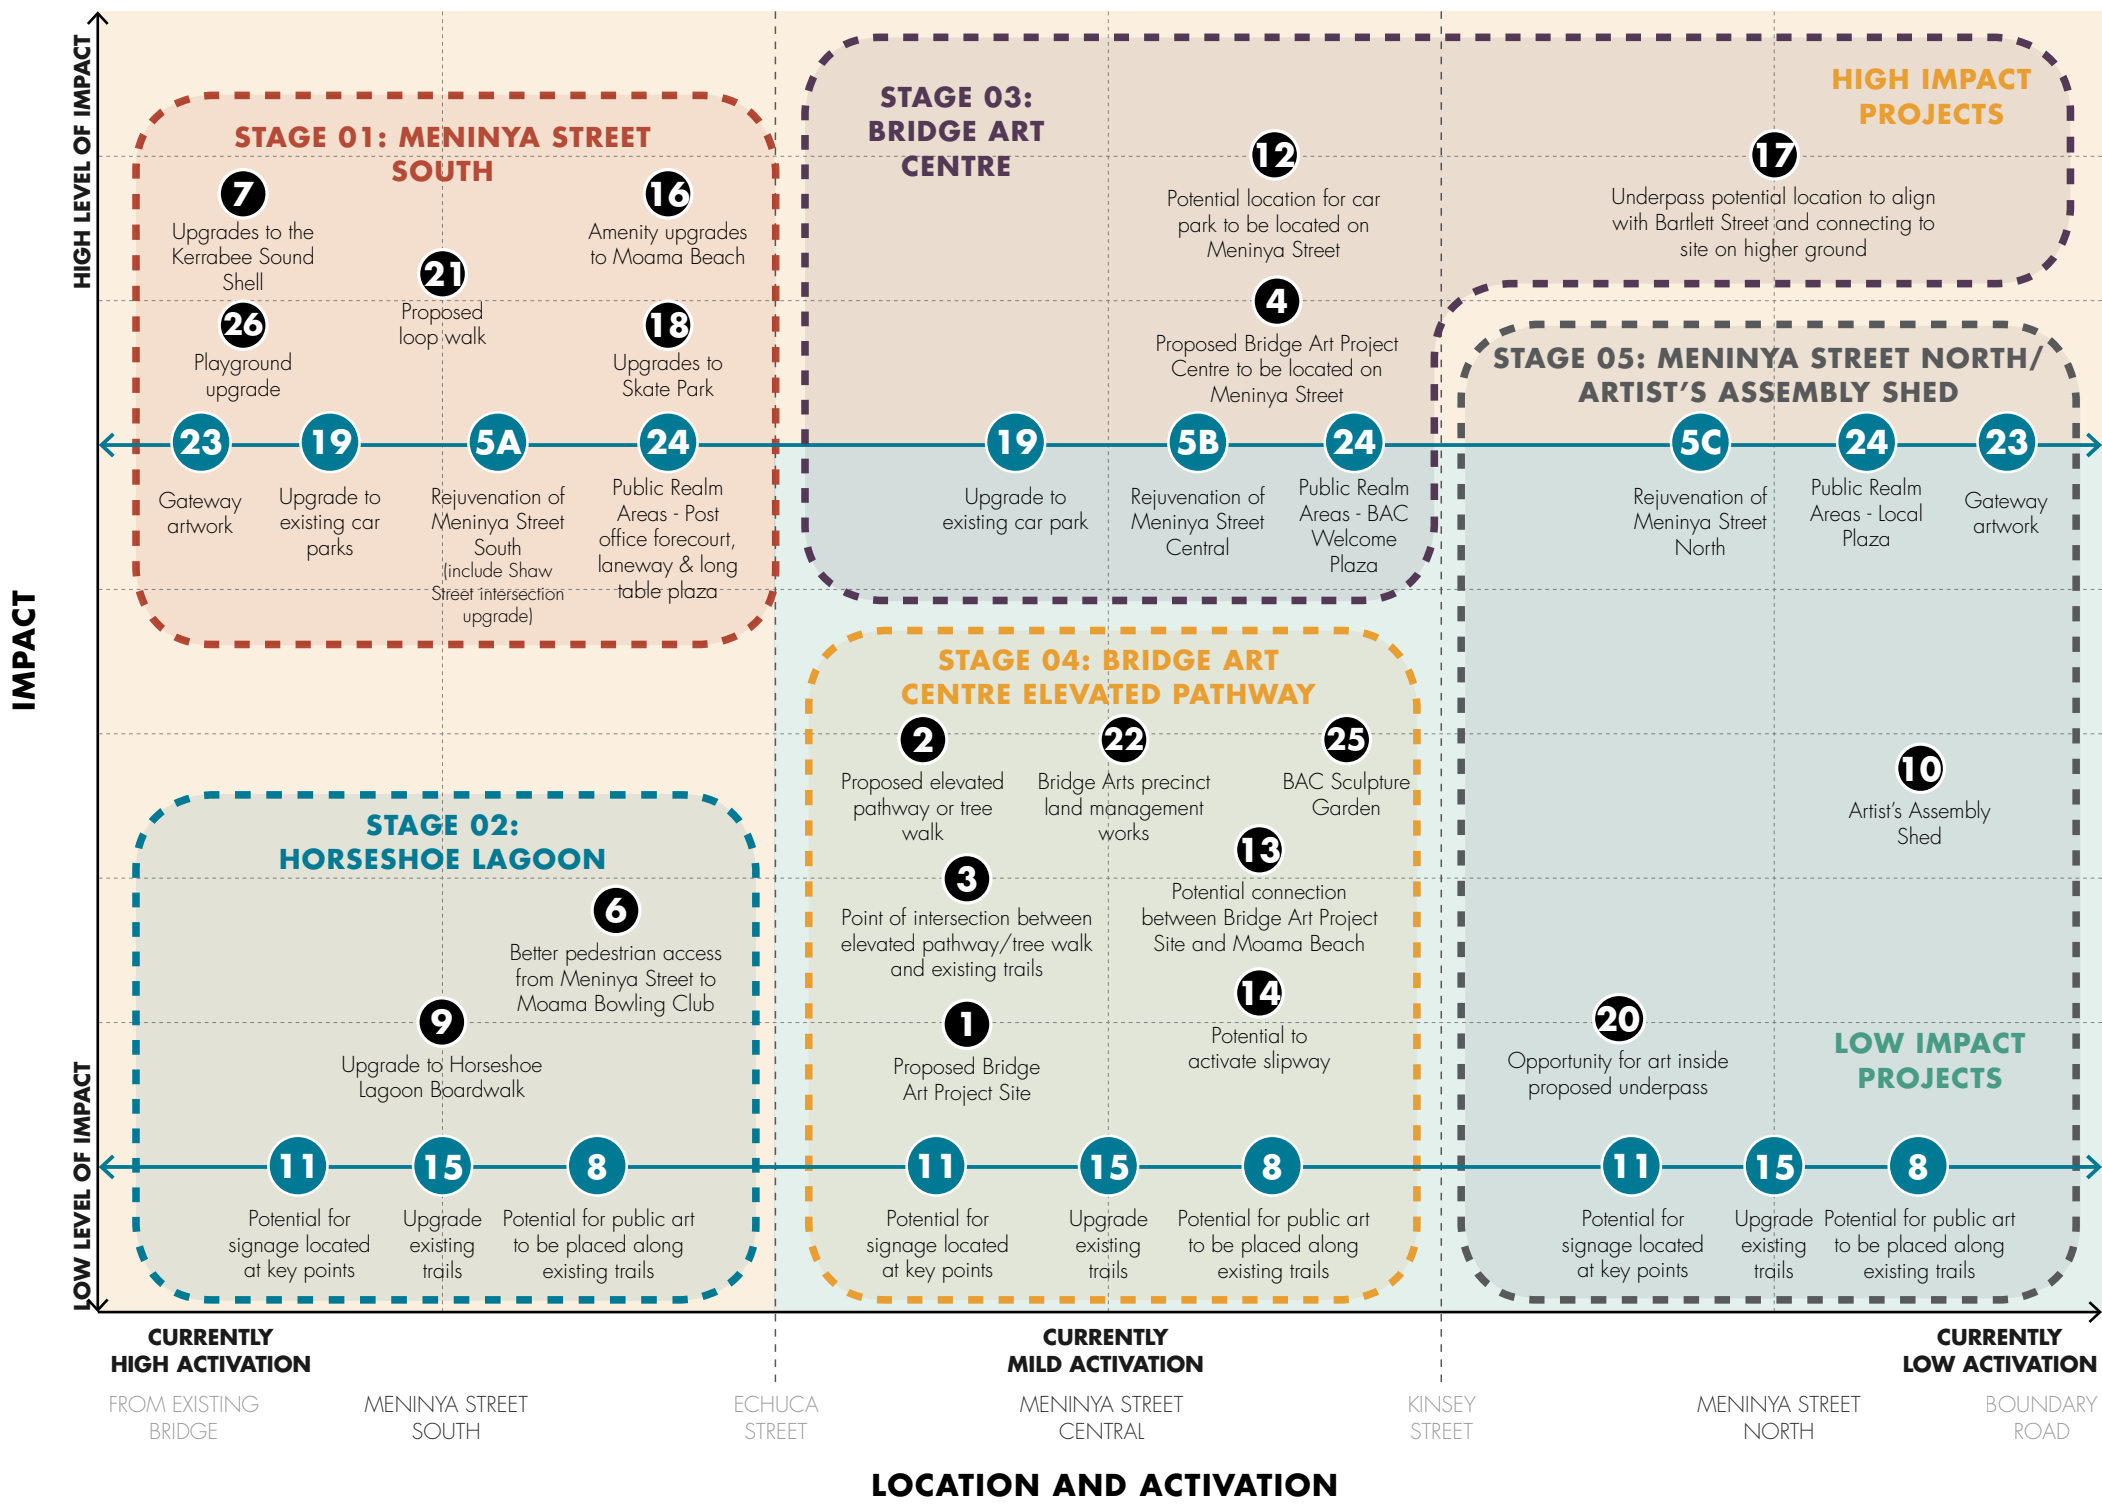 HIGH LEVEL OF IMPACT
IMPACT
LOW LEVEL OF IMPACT
STAGE 01: MENINYA STREET
SOUTH
7
Upgrades to the
Kerrabee Sound
Shell
16
Amenity upgrades
to Moama Beach
21
Proposed
loop walk
26
Playground
upgrade
18
Upgrades to
Skate Park
23
Gateway
artwork
19
Upgrade to
existing car
parks
5A
Rejuvenation of
Meninya Street
South
(include Shaw
Street intersection
upgrade)
24
Public Realm
Areas - Post
office forecourt,
laneway & long
table plaza
STAGE 03:
BRIDGE ART
CENTRE
HIGH IMPACT
PROJECTS
12
Potential location for car
park to be located on
Meninya Street
17
Underpass potential location to align
with Bartlett Street and connecting to
site on higher ground
4
Proposed Bridge Art Project
Centre to be located on
Meninya Street
19
Upgrade to
existing car park
5B
Rejuvenation of
Meninya Street
Central
24
Public Realm
Areas - BAC
Welcome
Plaza
STAGE 05: MENINYA STREET NORTH/
ARTIST'S ASSEMBLY SHED
5C
Rejuvenation of
Meninya Street
North
24
Public Realm
Areas - Local
Plaza
23
Gateway
artwork
10
Artist's Assembly
Shed
20
Opportunity for art inside
proposed underpass
LOW IMPACT
PROJECTS
11
Potential for
signage located
at key points
15
Upgrade
existing
trails
8
Potential for public art
to be placed along
existing trails
STAGE 04: BRIDGE ART
CENTRE ELEVATED PATHWAY
2
Proposed elevated
pathway or tree
walk
22
Bridge Arts precinct
land management
works
25
BAC Sculpture
Garden
3
Point of intersection between
elevated pathway/tree walk
and existing trails
13
Potential connection
between Bridge Art Project
Site and Moama Beach
1
Proposed Bridge
Art Project Site
14
Potential to
activate slipway
11
Potential for
signage located
at key points
15
Upgrade
existing
trails
8
Potential for public art
to be placed along
existing trails
STAGE 02:
HORSESHOE LAGOON
6
Better pedestrian access
from Meninya Street to
Moama Bowling Club
9
Upgrade to Horseshoe
Lagoon Boardwalk
11
Potential for
signage located
at key points
15
Upgrade
existing
trails
8
Potential for public art
to be placed along
existing trails
CURRENTLY
HIGH ACTIVATION
CURRENTLY
MILD ACTIVATION
CURRENTLY
LOW ACTIVATION
FROM EXISTING
BRIDGE
MENINYA STREET
SOUTH
ECHUCA
STREET
MENINYA STREET
CENTRAL
KINSEY
STREET
MENINYA STREET
NORTH
BOUNDARY
ROAD
LOCATION AND ACTIVATION